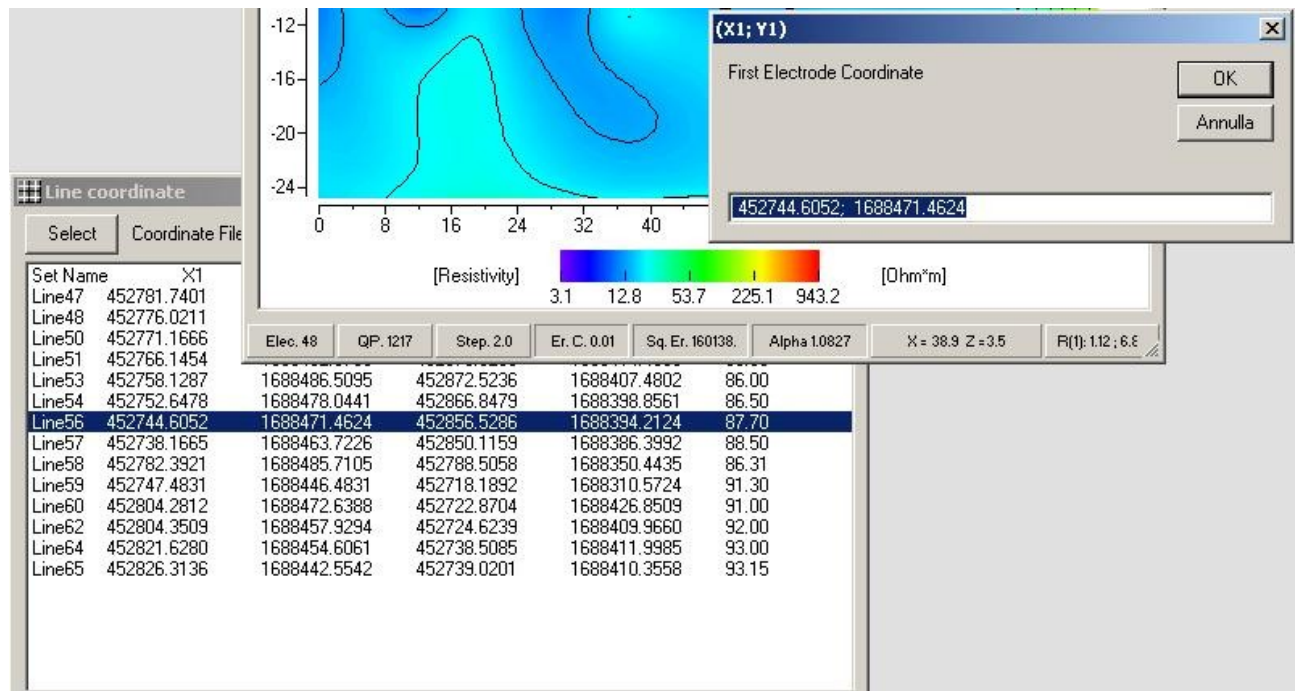 (X1; Y1)
First Electrode Coordinate
OK
Annulla
452744.6052; 1688471.4624
-12
-16
-20
-24
0 8 16 24 32 40
[Resistivity] [Ohm*m]
3.1 12.8 53.7 225.1 943.2
Elec. 48 QP. 1217 Step. 2.0 Er. C. 0.01 Sq. Er. 160138. Alpha 1.0827 X = 38.9 Z = 3.5 R(1): 1.12 ; 6.8
Line coordinate
Select Coordinate File
Set Name X1
Line47 452781.7401
Line48 452776.0211
Line50 452771.1666
Line51 452766.1454
Line53 452758.1287 1688486.5095 452872.5236 1688407.4802 86.00
Line54 452752.6478 1688478.0441 452866.8479 1688398.8561 86.50
Line56 452744.6052 1688471.4624 452856.5286 1688394.2124 87.70
Line57 452738.1665 1688463.7226 452850.1159 1688386.3992 88.50
Line58 452782.3921 1688485.7105 452788.5058 1688350.4435 86.31
Line59 452747.4831 1688446.4831 452718.1892 1688310.5724 91.30
Line60 452804.2812 1688472.6388 452722.8704 1688426.8509 91.00
Line62 452804.3509 1688457.9294 452724.6239 1688409.9660 92.00
Line64 452821.6280 1688454.6061 452738.5085 1688411.9985 93.00
Line65 452826.3136 1688442.5542 452739.0201 1688410.3558 93.15